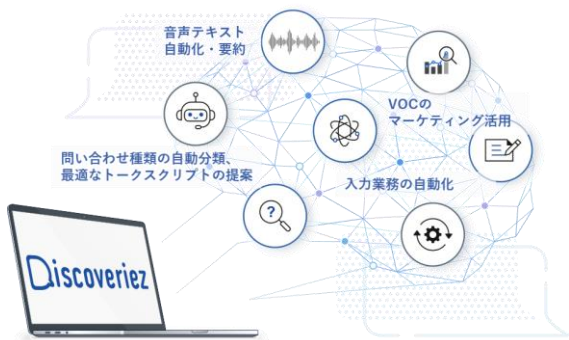 音声テキスト
自動化・要約
VOCの
マーケティング活用
問い合わせ種類の自動分類、
最適なトークスクリプトの提案
入力業務の自動化
?
Discoveriez